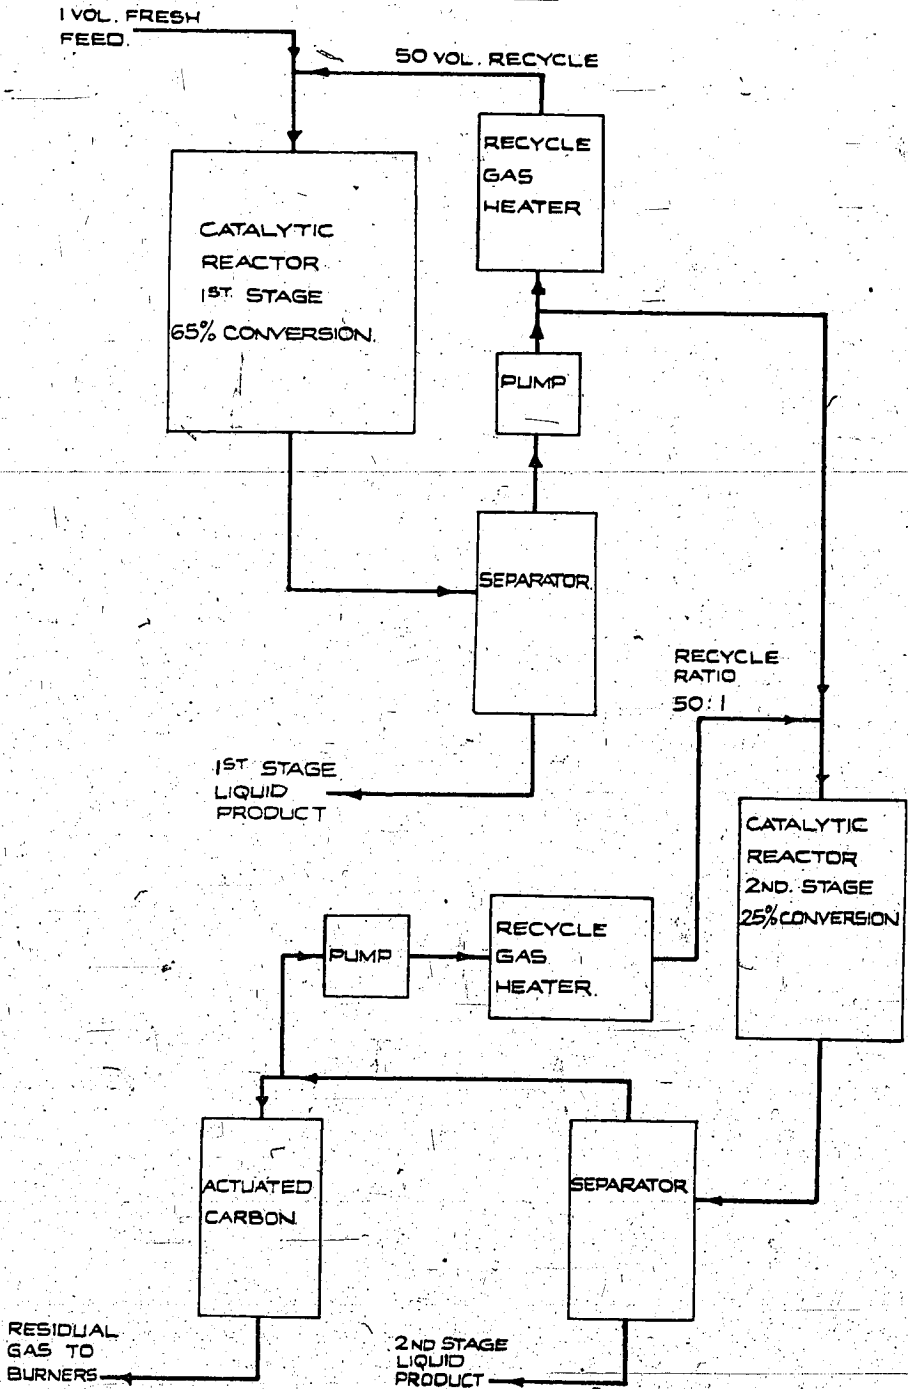 1 VOL. FRESH
FEED.
50 VOL. RECYCLE
RECYCLE
GAS
HEATER
CATALYTIC
REACTOR
1ST STAGE
65% CONVERSION.
PUMP
SEPARATOR.
RECYCLE
RATIO
50:1
1ST STAGE
LIQUID
PRODUCT
CATALYTIC
REACTOR
2ND. STAGE
25% CONVERSION
PUMP
RECYCLE
GAS
HEATER.
ACTUATED
CARBON.
SEPARATOR
RESIDUAL
GAS TO
BURNERS
2ND STAGE
LIQUID
PRODUCT